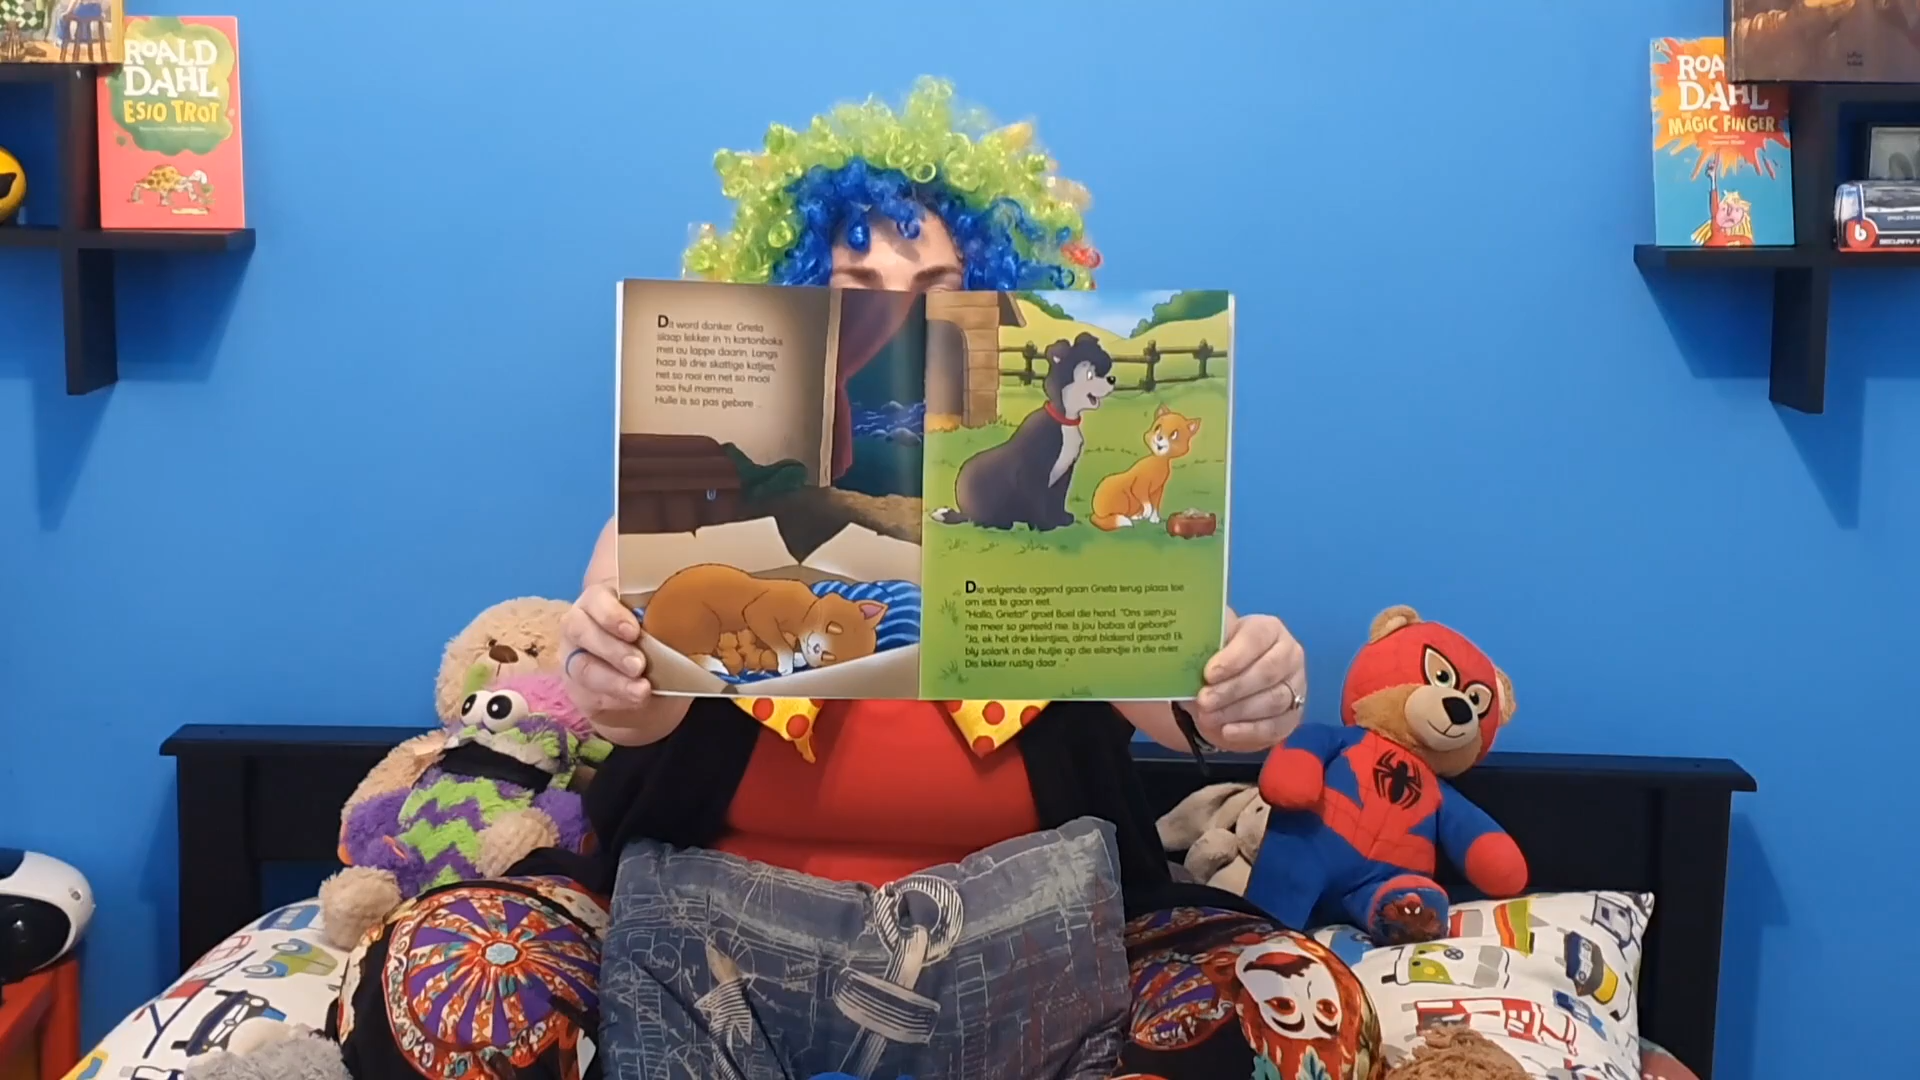 ROALD
DAHL
ESIO TROT
ROA
DAHL
MAGIC FINGER
Dit word donker. Grieta
slaap lekker in 'n kartonboks
met ou lappe daarin. Langs
haar lê drie skattige katjies,
net so rooi en net so mooi
soos hul mamma.
Hulle is so pas gebore ...
Die volgende oggend gaan Grieta terug plaas toe
om iets te gaan eet.
"Hallo, Grieta!" groet Boel die hond. "Ons sien jou
nie meer so gereeld nie. Is jou babas al gebore?"
"Ja, ek het drie kleintjies, almal blakend gesond! Ek
bly solank in die hutjie op die eilandjie in die rivier.
Dis lekker rustig daar ..."